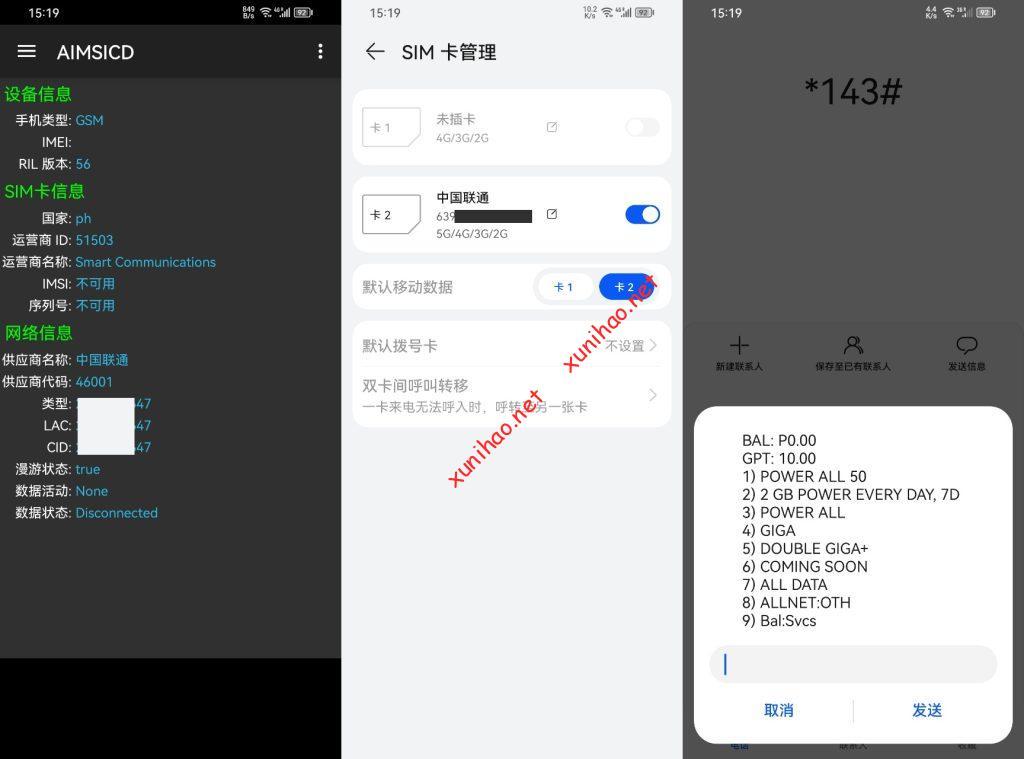 15:19
849 B/s
92
AIMSICD
设备信息
手机类型: GSM
IMEI:
RIL 版本: 56
SIM卡信息
国家: ph
运营商 ID: 51503
运营商名称: Smart Communications
IMSI: 不可用
序列号: 不可用
网络信息
供应商名称: 中国联通
供应商代码: 46001
类型: 47
LAC: 47
CID: 47
漫游状态: true
数据活动: None
数据状态: Disconnected
15:19
10.2 K/s
92
SIM 卡管理
卡 1
未插卡
4G/3G/2G
卡 2
中国联通
639
5G/4G/3G/2G
默认移动数据
卡 1
卡 2
默认拨号卡
不设置
双卡间呼叫转移
一卡来电无法呼入时，呼转至另一张卡
xunihao.net
xunihao.net
15:19
4.4 K/s
92
*143#
新建联系人
保存至已有联系人
发送信息
BAL: P0.00
GPT: 10.00
1) POWER ALL 50
2) 2 GB POWER EVERY DAY, 7D
3) POWER ALL
4) GIGA
5) DOUBLE GIGA+
6) COMING SOON
7) ALL DATA
8) ALLNET:OTH
9) Bal:Svcs
取消
发送
电话
联系人
收藏